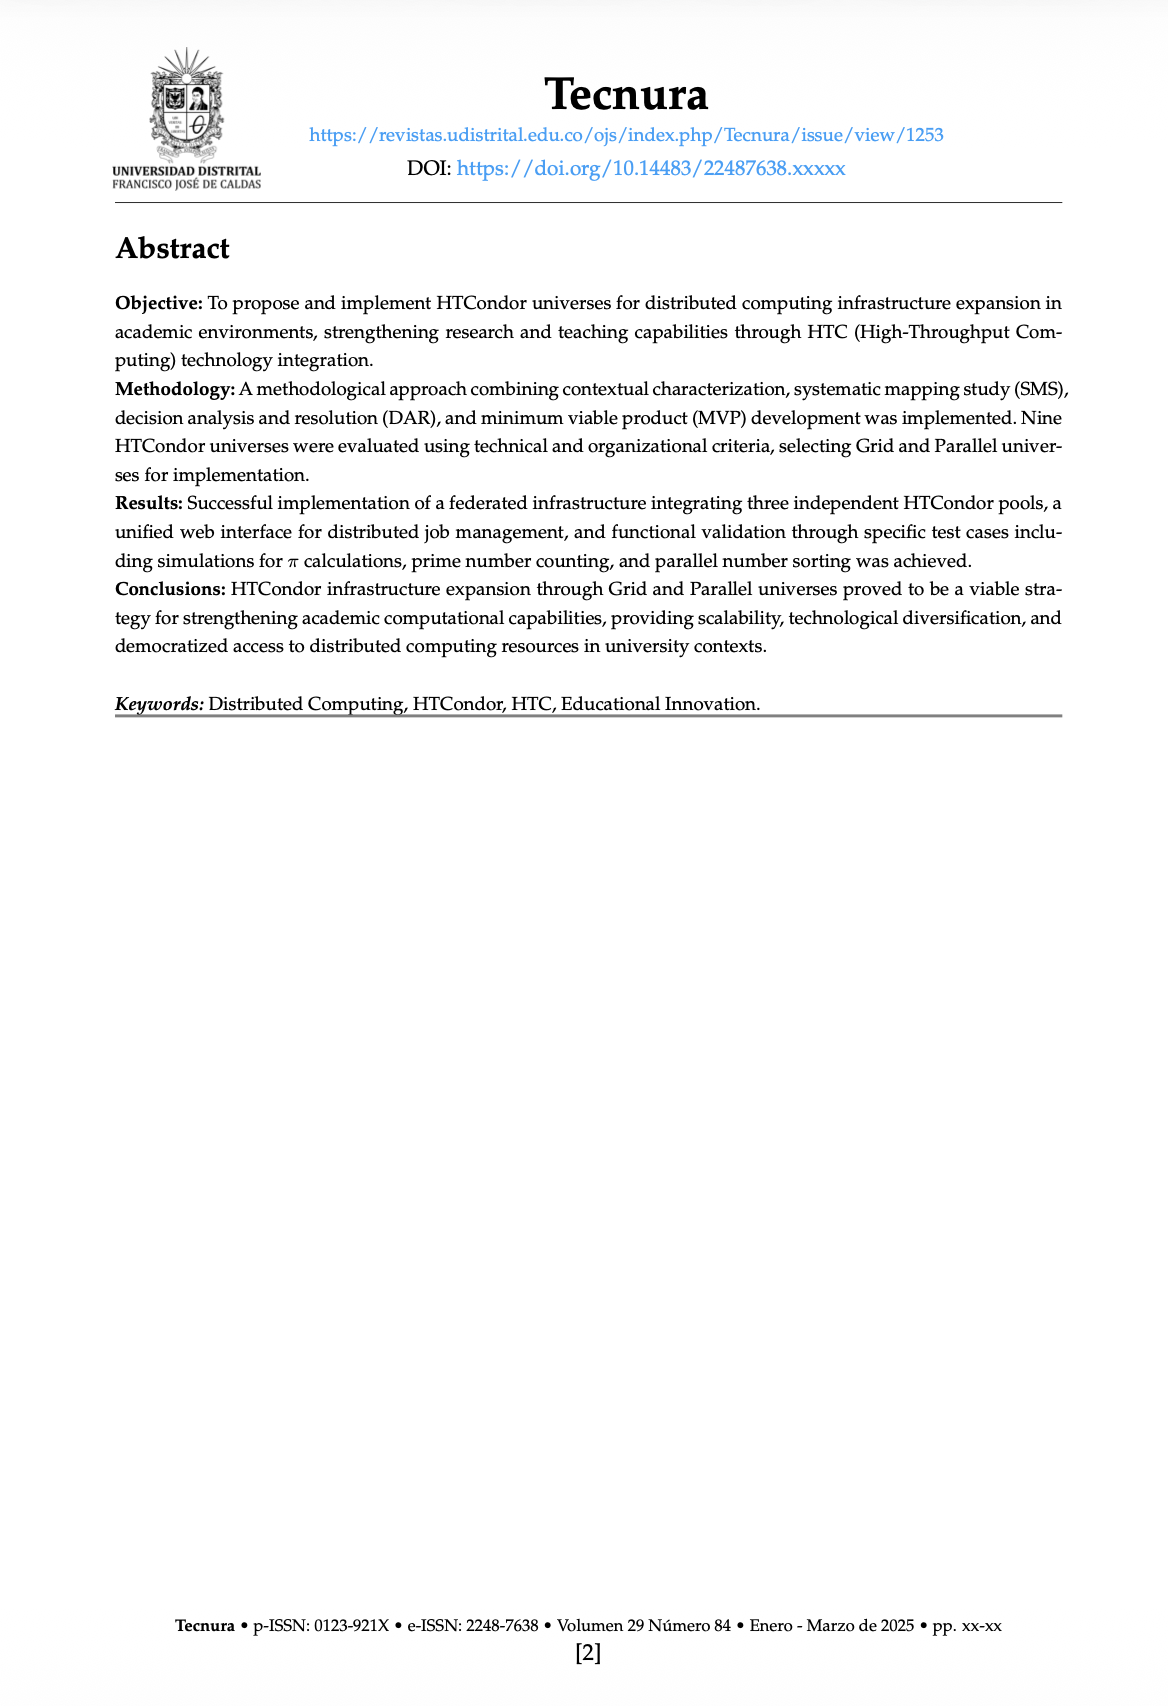 Tecnura
https://revistas.udistrital.edu.co/ojs/index.php/Tecnura/issue/view/1253
DOI: https://doi.org/10.14483/22487638.xxxxx
UNIVERSIDAD DISTRITAL
FRANCISCO JOSÉ DE CALDAS
Abstract
Objective: To propose and implement HTCondor universes for distributed computing infrastructure expansion in
academic environments, strengthening research and teaching capabilities through HTC (High-Throughput Com-
puting) technology integration.
Methodology: A methodological approach combining contextual characterization, systematic mapping study (SMS),
decision analysis and resolution (DAR), and minimum viable product (MVP) development was implemented. Nine
HTCondor universes were evaluated using technical and organizational criteria, selecting Grid and Parallel univer-
ses for implementation.
Results: Successful implementation of a federated infrastructure integrating three independent HTCondor pools, a
unified web interface for distributed job management, and functional validation through specific test cases inclu-
ding simulations for π calculations, prime number counting, and parallel number sorting was achieved.
Conclusions: HTCondor infrastructure expansion through Grid and Parallel universes proved to be a viable stra-
tegy for strengthening academic computational capabilities, providing scalability, technological diversification, and
democratized access to distributed computing resources in university contexts.
Keywords: Distributed Computing, HTCondor, HTC, Educational Innovation.
Tecnura • p-ISSN: 0123-921X • e-ISSN: 2248-7638 • Volumen 29 Número 84 • Enero - Marzo de 2025 • pp. xx-xx
[2]